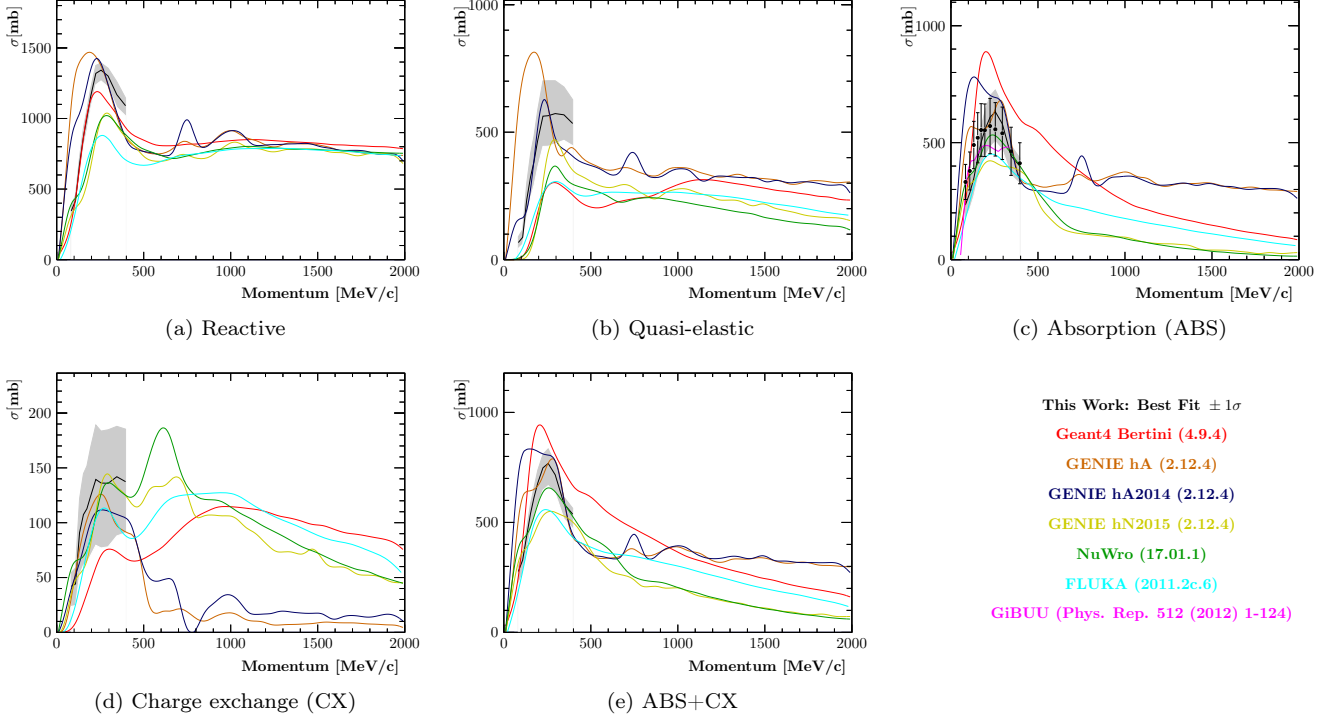 σ[mb]
1500
1000
500
0
0
500
1000
1500
2000
Momentum [MeV/c]
(a) Reactive
σ[mb]
1000
500
0
0
500
1000
1500
2000
Momentum [MeV/c]
(b) Quasi-elastic
σ[mb]
1000
500
0
0
500
1000
1500
2000
Momentum [MeV/c]
(c) Absorption (ABS)
σ[mb]
200
150
100
50
0
0
500
1000
1500
2000
Momentum [MeV/c]
(d) Charge exchange (CX)
σ[mb]
1000
500
0
0
500
1000
1500
2000
Momentum [MeV/c]
(e) ABS+CX
This Work: Best Fit ± 1σ
Geant4 Bertini (4.9.4)
GENIE hA (2.12.4)
GENIE hA2014 (2.12.4)
GENIE hN2015 (2.12.4)
NuWro (17.01.1)
FLUKA (2011.2c.6)
GiBUU (Phys. Rep. 512 (2012) 1-124)